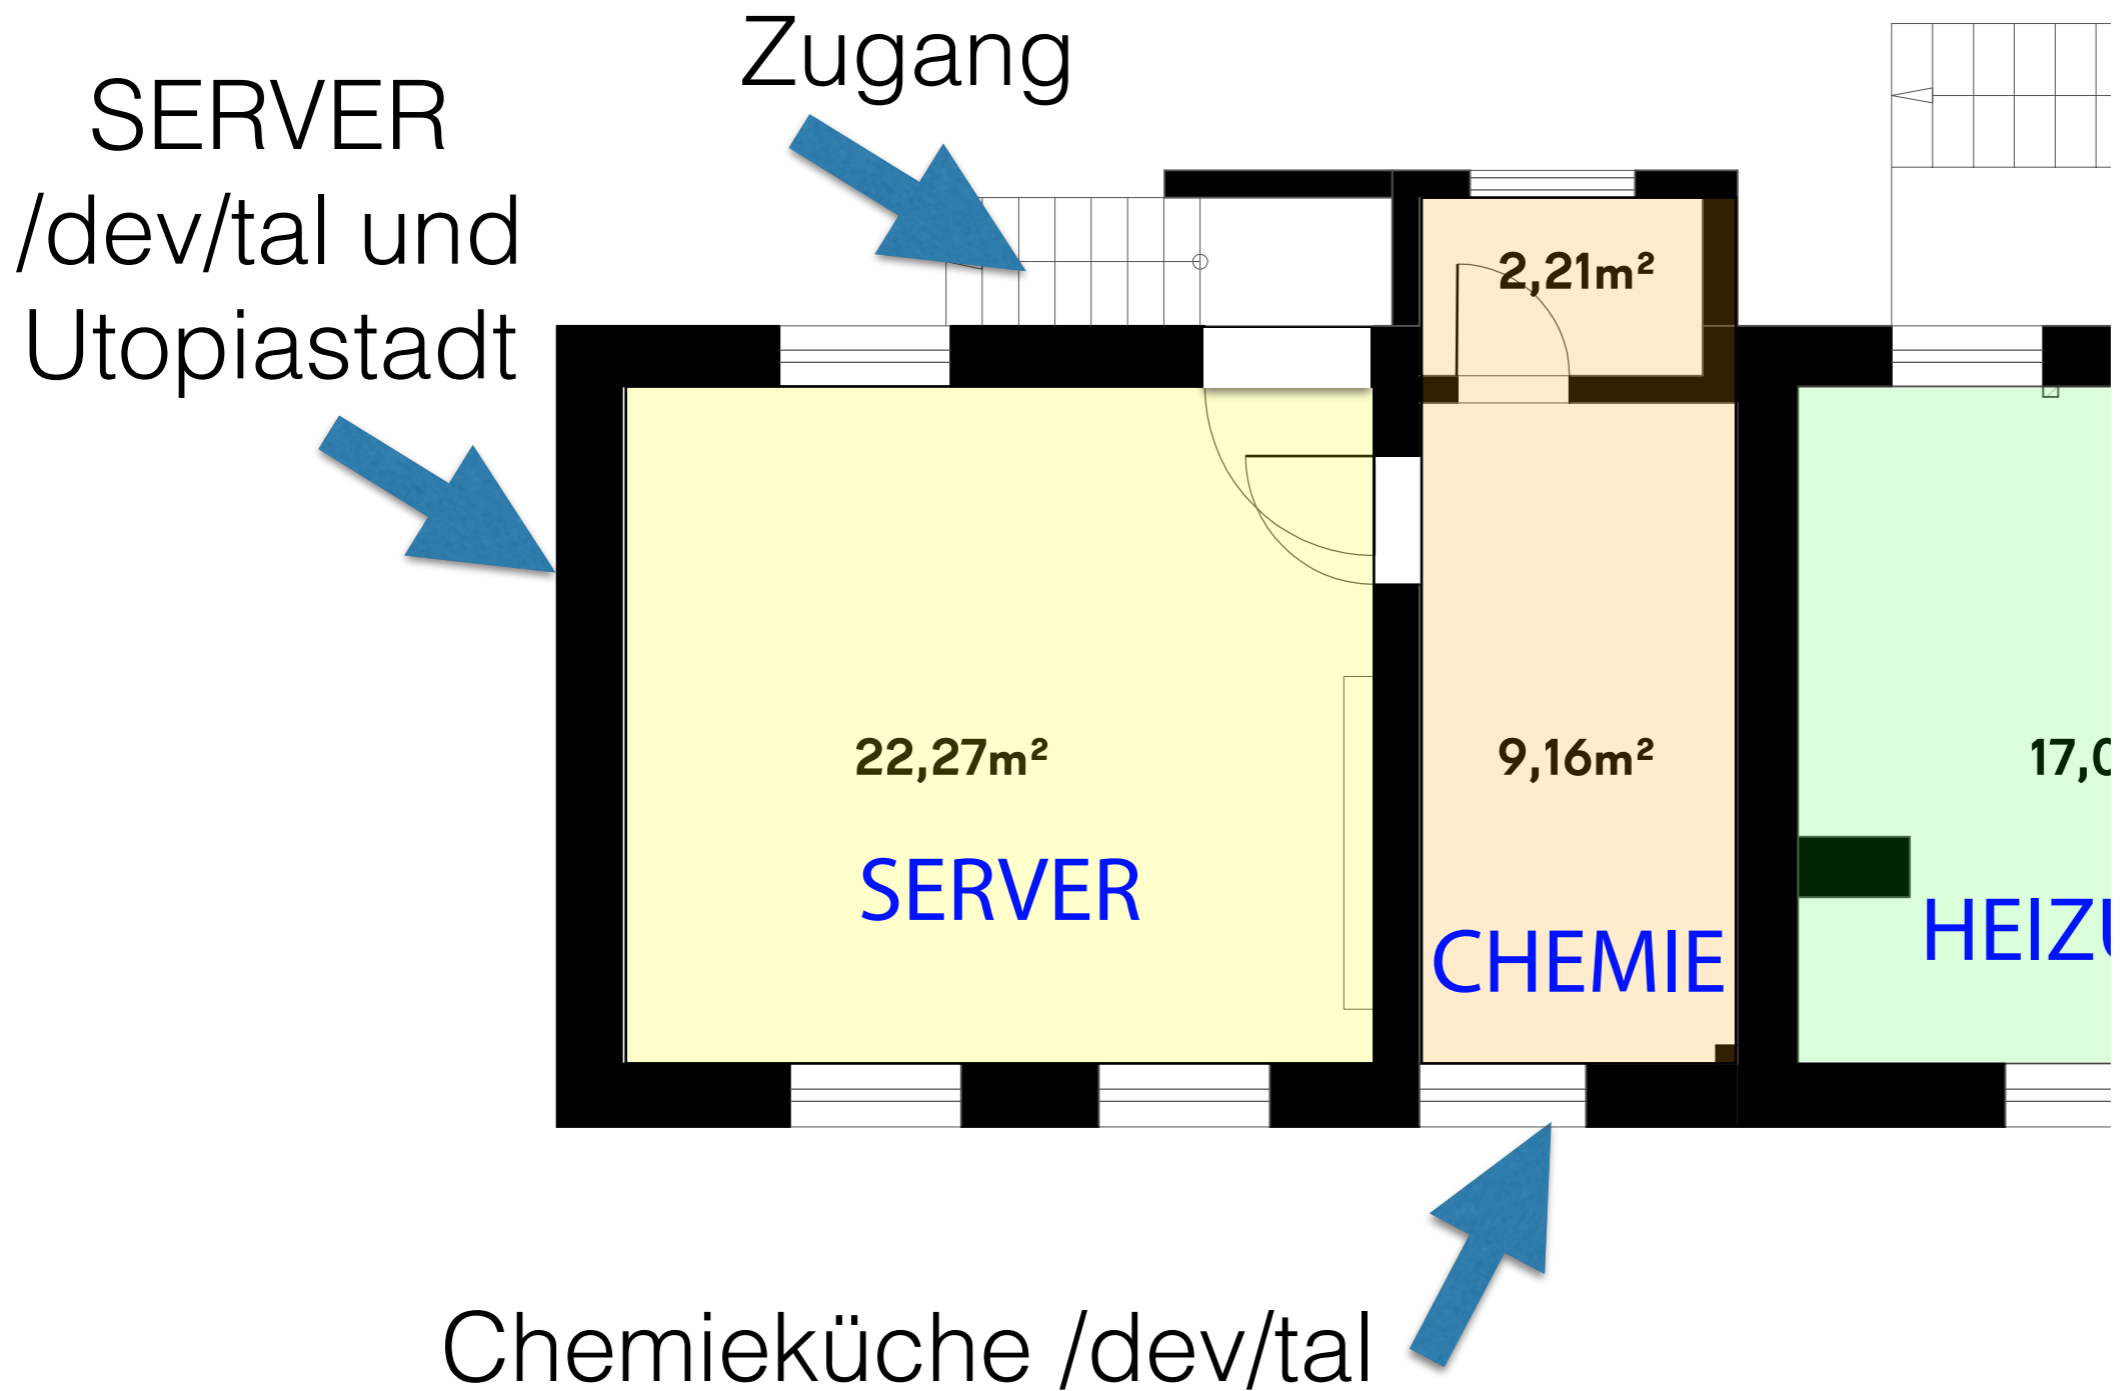 Zugang
SERVER
/dev/tal und
Utopiastadt
2,21m²
22,27m²
9,16m²
17,0
SERVER
CHEMIE
HEIZU
Chemieküche /dev/tal